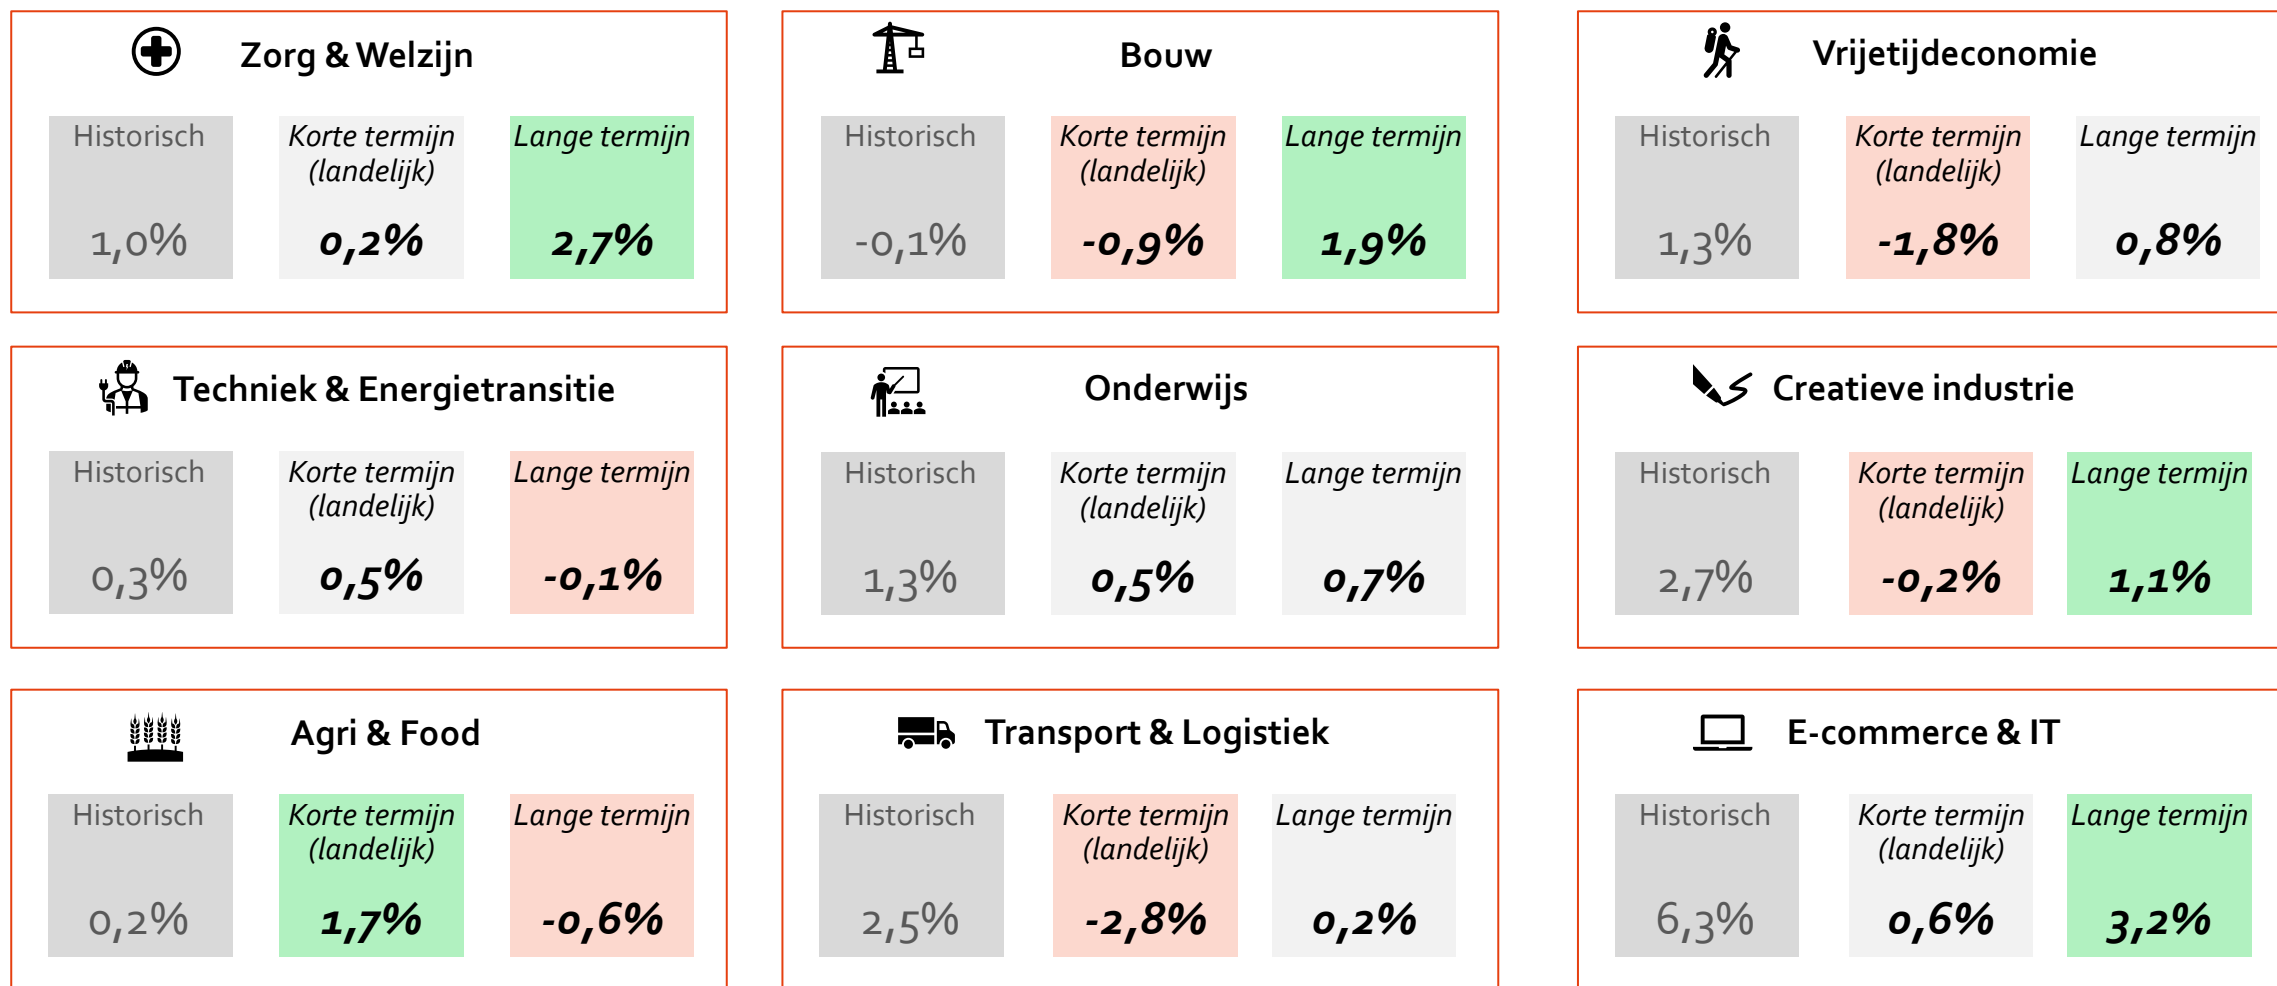 Zorg & Welzijn
Historisch
Korte termijn
(landelijk)
Lange termijn
1,0%
0,2%
2,7%
Bouw
Historisch
Korte termijn
(landelijk)
Lange termijn
-0,1%
-0,9%
1,9%
Vrijetijdeconomie
Historisch
Korte termijn
(landelijk)
Lange termijn
1,3%
-1,8%
0,8%
Techniek & Energietransitie
Historisch
Korte termijn
(landelijk)
Lange termijn
0,3%
0,5%
-0,1%
Onderwijs
Historisch
Korte termijn
(landelijk)
Lange termijn
1,3%
0,5%
0,7%
Creatieve industrie
Historisch
Korte termijn
(landelijk)
Lange termijn
2,7%
-0,2%
1,1%
Agri & Food
Historisch
Korte termijn
(landelijk)
Lange termijn
0,2%
1,7%
-0,6%
Transport & Logistiek
Historisch
Korte termijn
(landelijk)
Lange termijn
2,5%
-2,8%
0,2%
E-commerce & IT
Historisch
Korte termijn
(landelijk)
Lange termijn
6,3%
0,6%
3,2%